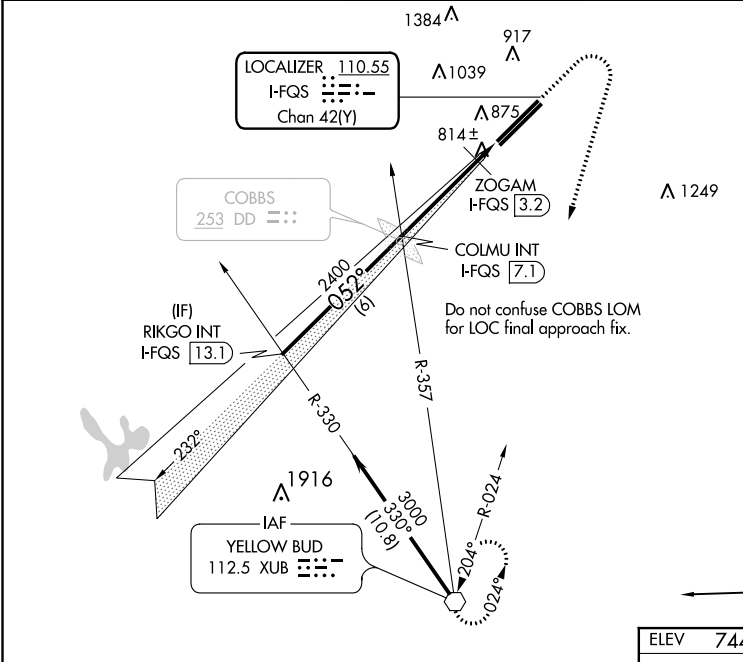 1384
917
LOCALIZER 110.55
I-FQS
Chan 42(Y)
1039
875
814 ±
1249
ZOGAM
I-FQS 3.2
COBBS
253 DD
COLMU INT
I-FQS 7.1
2400
052°
(6)
Do not confuse COBBS LOM
for LOC final approach fix.
(IF)
RIKGO INT
I-FQS 13.1
R-357
R-330
232°
1916
R-024
3000
330°
(10.8)
IAF
YELLOW BUD
112.5 XUB
204°
024°
ELEV 744